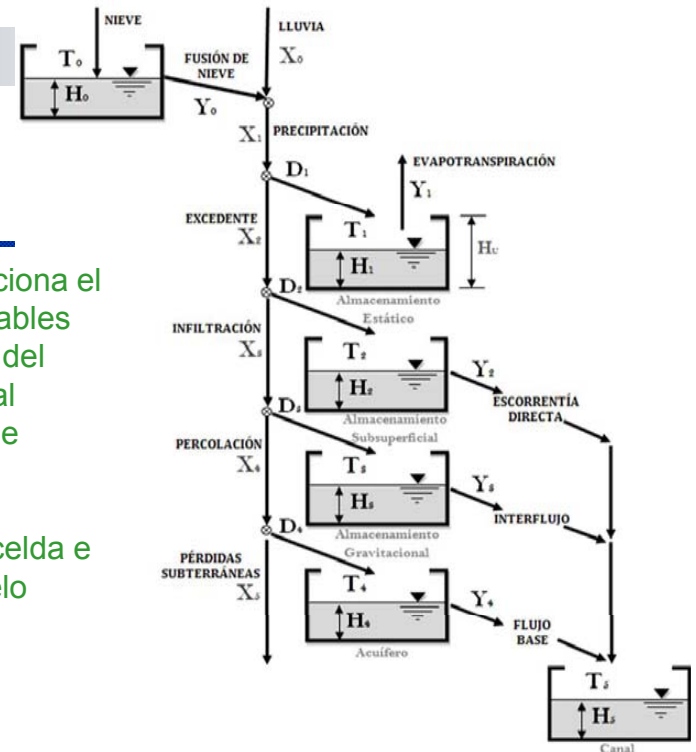 NIEVE
LLUVIA
X₀
T₀
H₀
FUSIÓN DE
NIEVE
Y₀
X₁ PRECIPITACIÓN
D₁
EVAPOTRANSPIRACIÓN
Y₁
EXCEDENTE
X₂
T₁
H₁
Hᵤ
ciona el
ables
del
al
e
celda e
elo
D₂
Almacenamiento
Estático
INFILTRACIÓN
X₃
T₂
H₂
Y₂
ESCORRENTÍA
DIRECTA
D₃
Almacenamiento
Subsuperficial
PERCOLACIÓN
X₄
T₃
H₃
Y₃
INTERFLUJO
D₄
Almacenamiento
Gravitacional
PÉRDIDAS
SUBTERRÁNEAS
X₅
T₄
H₄
Y₄
FLUJO
BASE
Acuífero
T₅
H₅
Canal